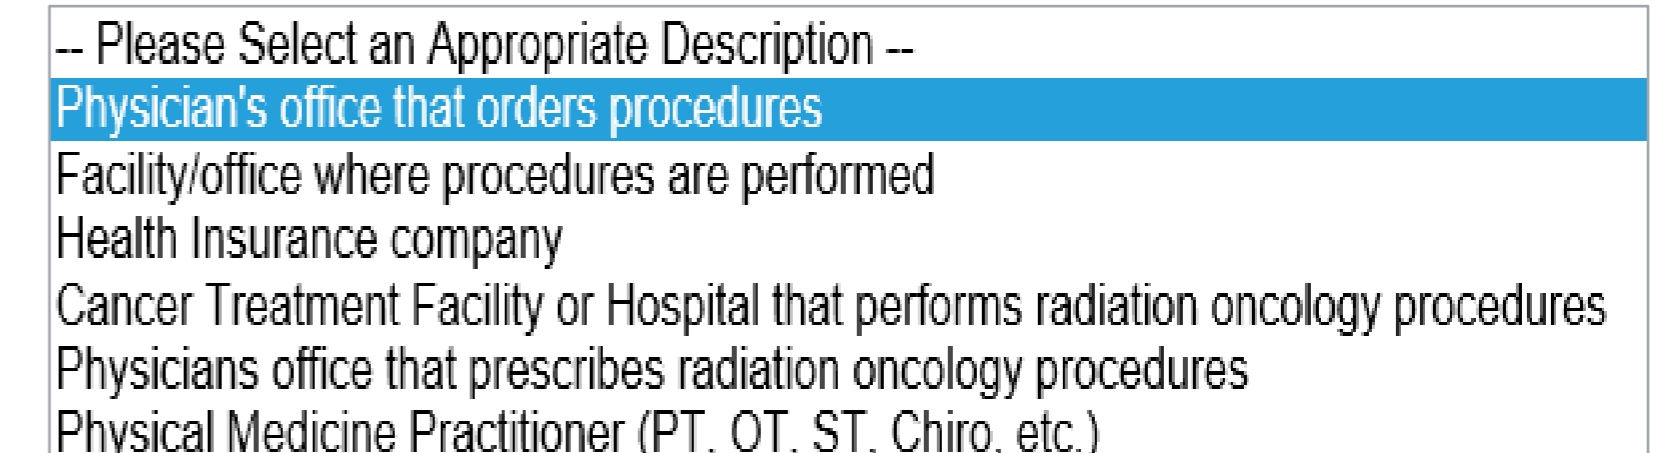 -- Please Select an Appropriate Description --
Physician's office that orders procedures
Facility/office where procedures are performed
Health Insurance company
Cancer Treatment Facility or Hospital that performs radiation oncology procedures
Physicians office that prescribes radiation oncology procedures
Physical Medicine Practitioner (PT, OT, ST, Chiro, etc.)